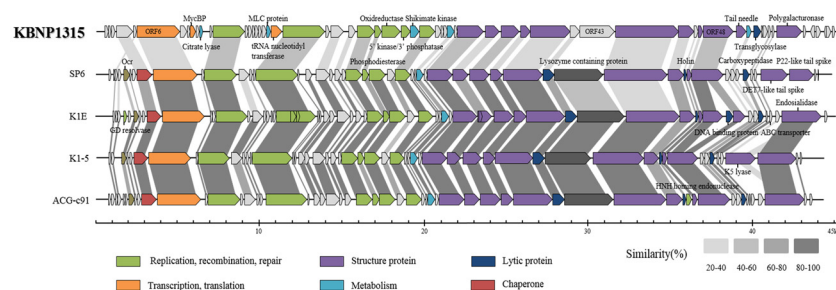 MycBP
MLC protein
Oxidreductase Shikimate kinase
Tail needle
Polygalacturonase
KBNP1315
ORF6
ORF43
ORF48
Citrate lyase
tRNA nucleotidyl
transferase
5' kinase/3' phosphatase
Transglycosylase
Ocr
Phosphodiesterase
Lysozyme containing protein
Holin
Carboxypeptidase
P22-like tail spike
SP6
DET7-like tail spike
Endosialidase
K1E
GD resolvase
DNA binding protein ABC transporter
K1-5
K5 lyase
HNH homing endonuclease
ACG-c91
10
20
30
40
Similarity(%)
20-40
40-60
60-80
80-100
Replication, recombination, repair
Structure protein
Lytic protein
Transcription, translation
Metabolism
Chaperone